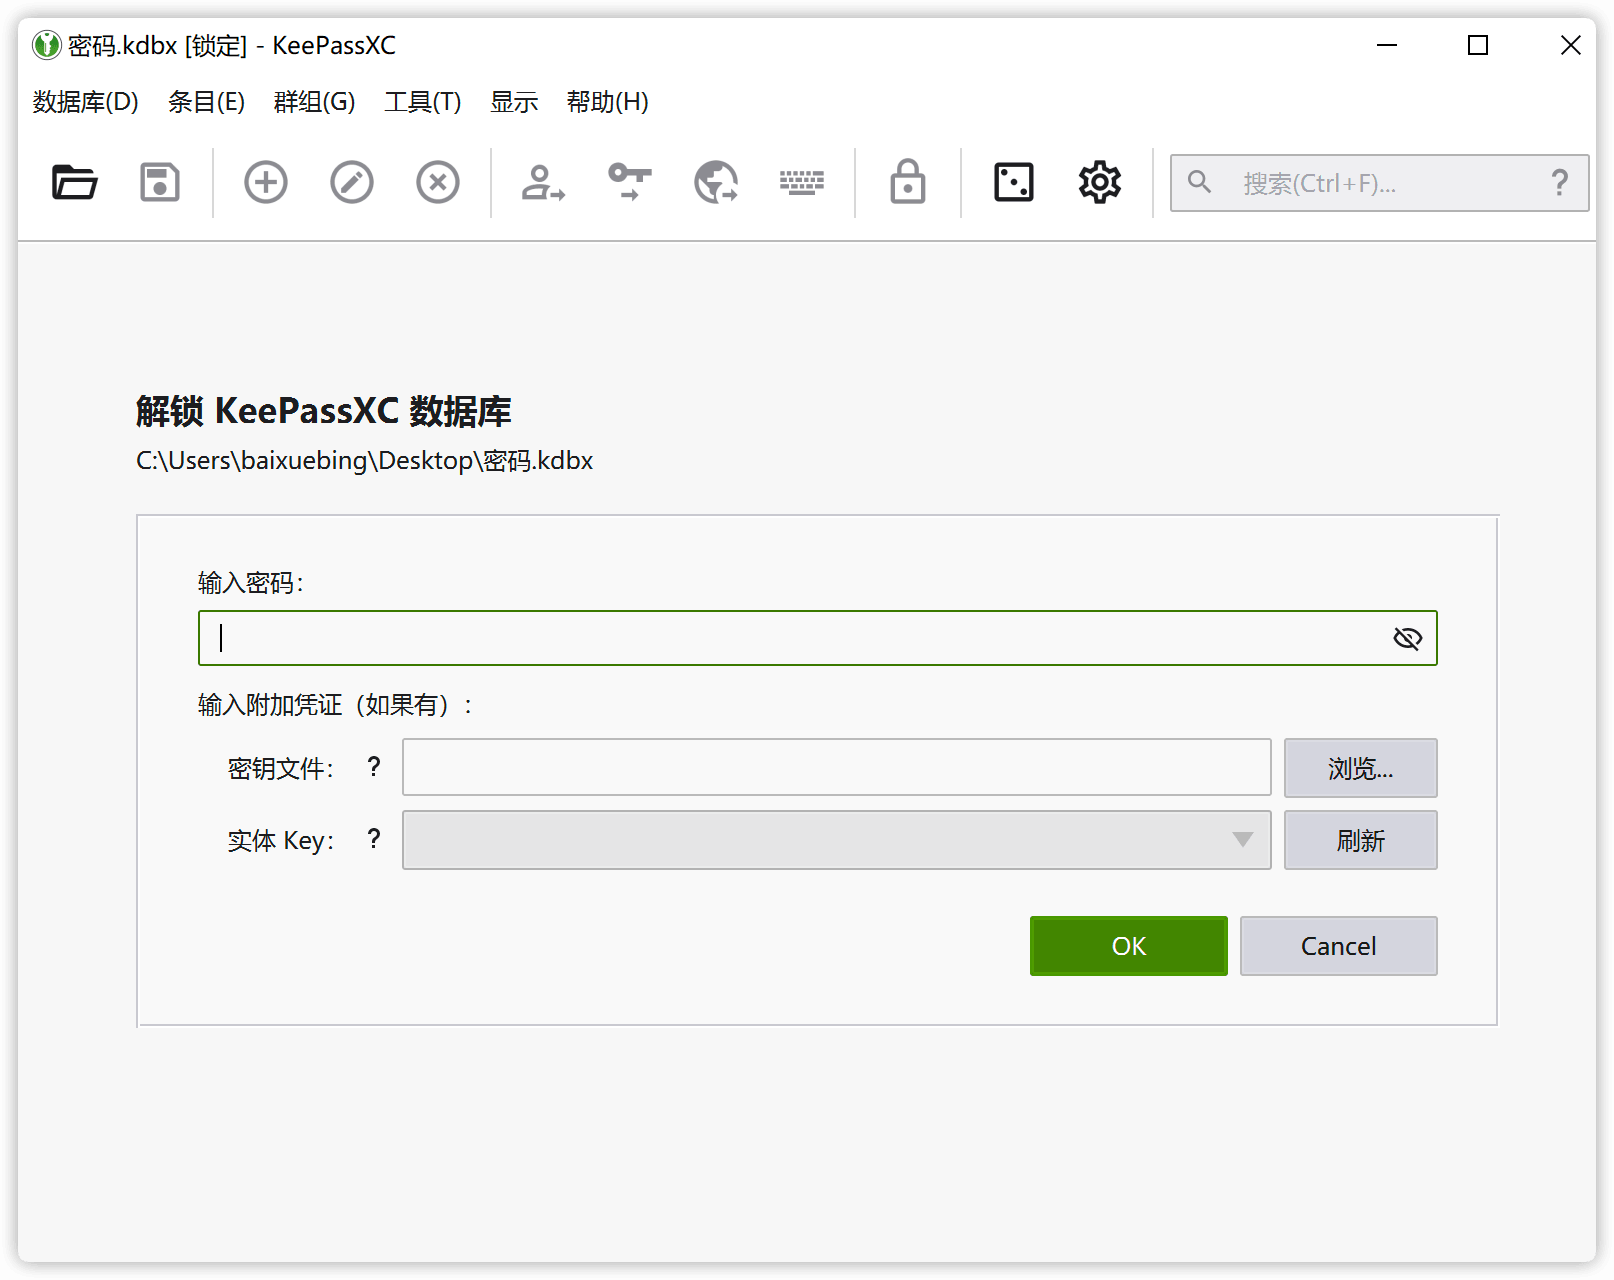 密码.kdbx [锁定] - KeePassXC
数据库(D) 条目(E) 群组(G) 工具(T) 显示 帮助(H)
搜索(Ctrl+F)... ?
解锁 KeePassXC 数据库
C:\Users\baixuebing\Desktop\密码.kdbx
输入密码：
输入附加凭证（如果有）:
密钥文件： ? 浏览...
实体 Key： ? 刷新
OK Cancel